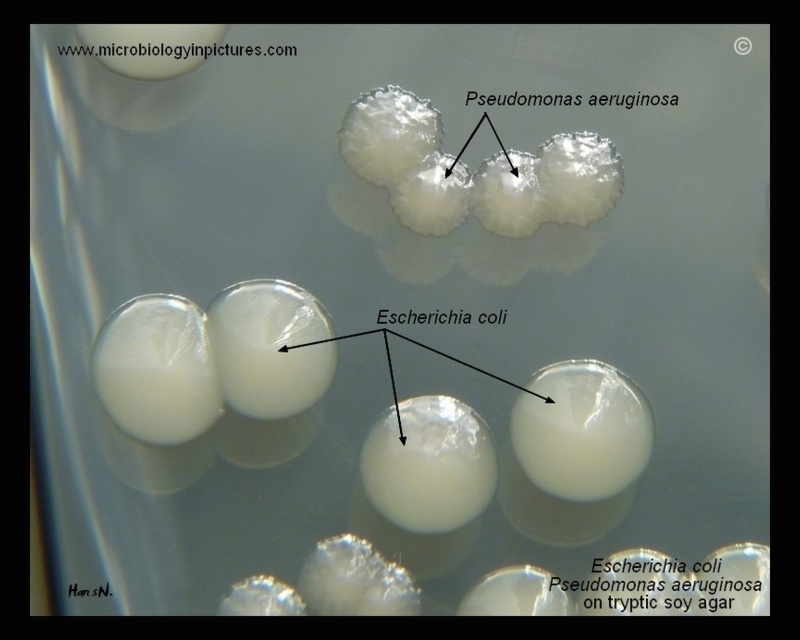 www.microbiologyinpictures.com
©
Pseudomonas aeruginosa
Escherichia coli
Escherichia coli
Pseudomonas aeruginosa
on tryptic soy agar
HansN.